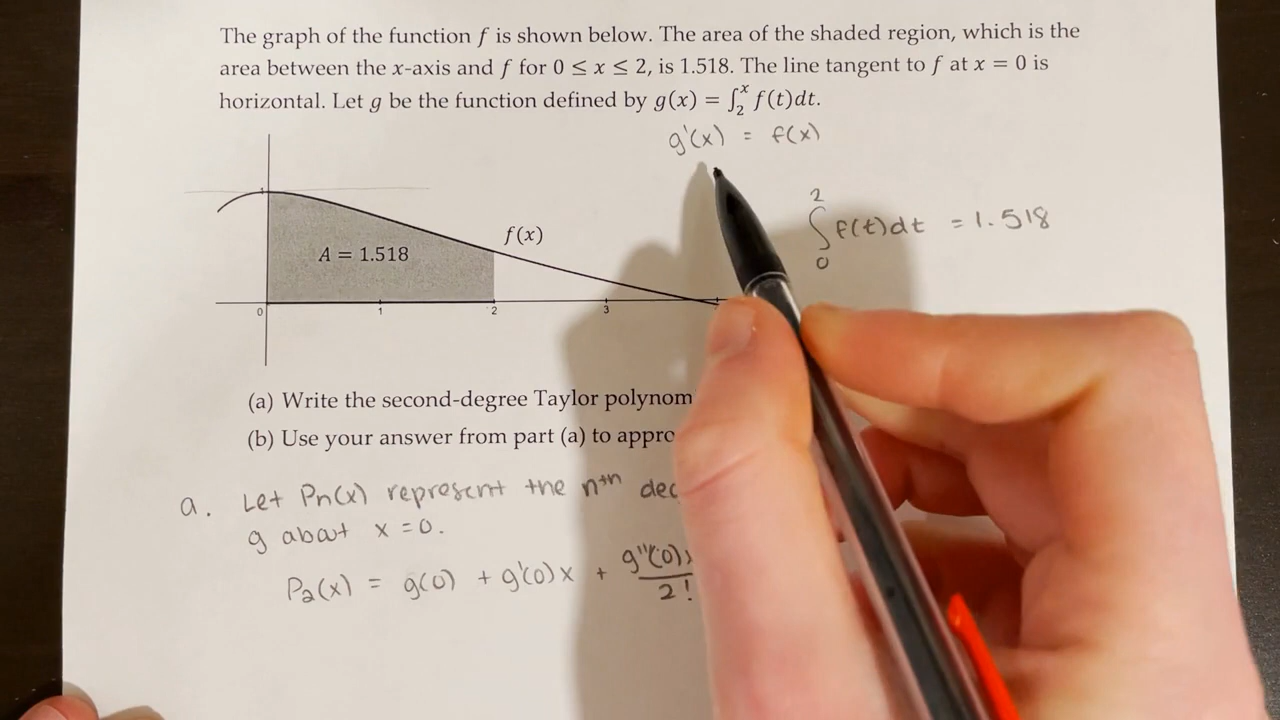 The graph of the function f is shown below. The area of the shaded region, which is the
area between the x-axis and f for 0 ≤ x ≤ 2, is 1.518. The line tangent to f at x = 0 is
horizontal. Let g be the function defined by g(x) = ∫₂ˣ f(t)dt.
g'(x) = f(x)
∫₀² f(t)dt = 1.518
f(x)
A = 1.518
0 1 2 3
(a) Write the second-degree Taylor polynom
(b) Use your answer from part (a) to appro
a. Let Pn(x) represent the nth
g about x = 0.
P₂(x) = g(0) + g'(0)x + g''(0) / 2!